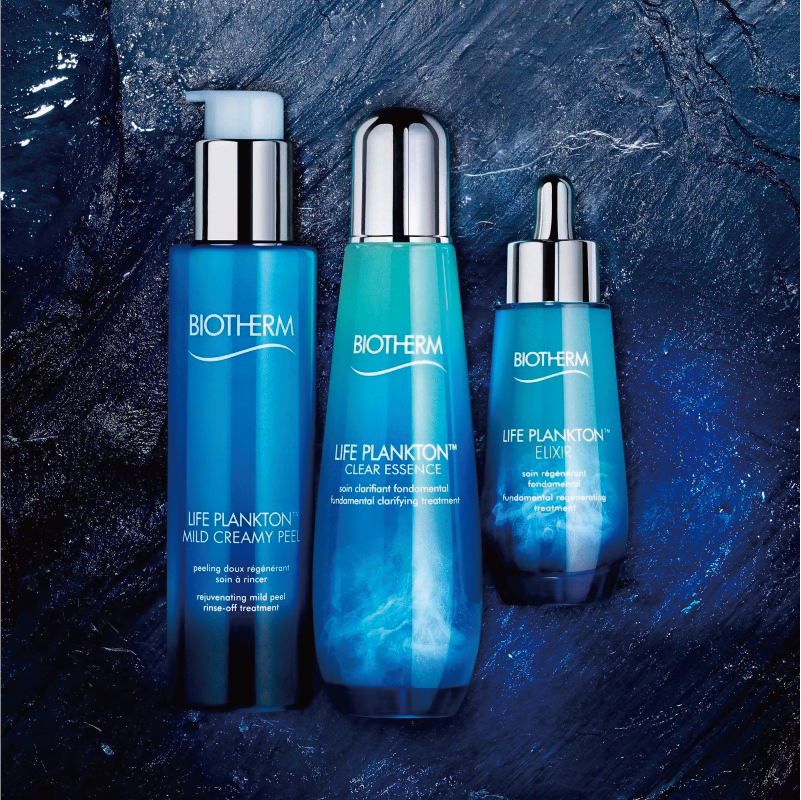 BIOTHERM
LIFE PLANKTON™
MILD CREAMY PEEL
peeling doux régénérant
soin à rincer
rejuvenating mild peel
rinse-off treatment
BIOTHERM
LIFE PLANKTON™
CLEAR ESSENCE
soin clarifiant fondamental
fundamental clarifying treatment
BIOTHERM
LIFE PLANKTON™
ELIXIR
soin régénérant
fondamental
fundamental regenerating
treatment